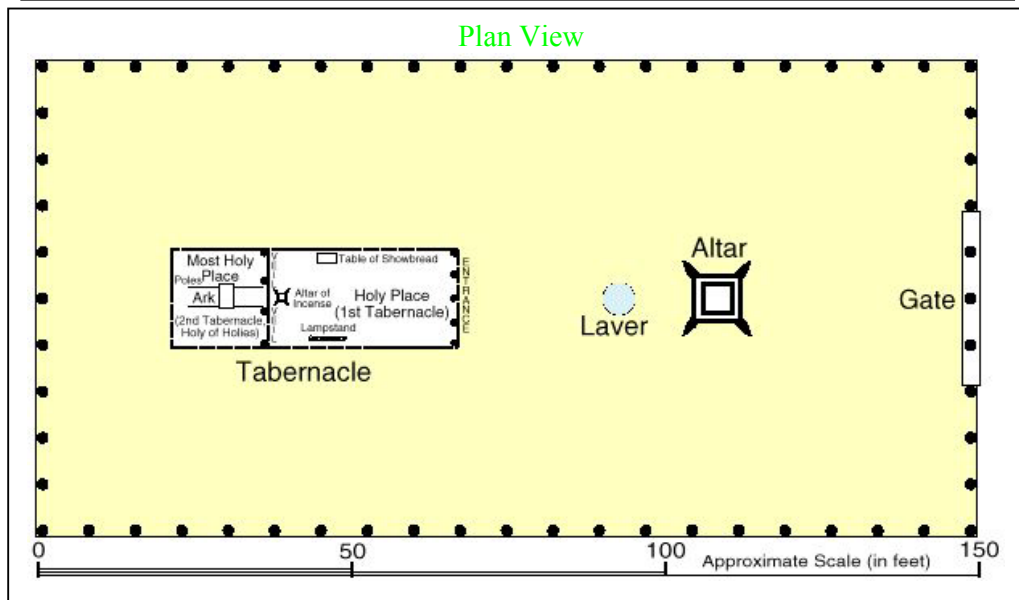 Plan View
Most Holy
Place
Poles
Ark
(2nd Tabernacle,
Holy of Holies)
VEIL
VEIL
Altar of
Incense
Table of Showbread
Holy Place
(1st Tabernacle)
Lampstand
ENTRANCE
Tabernacle
Laver
Altar
Gate
0 50 100 150
Approximate Scale (in feet)